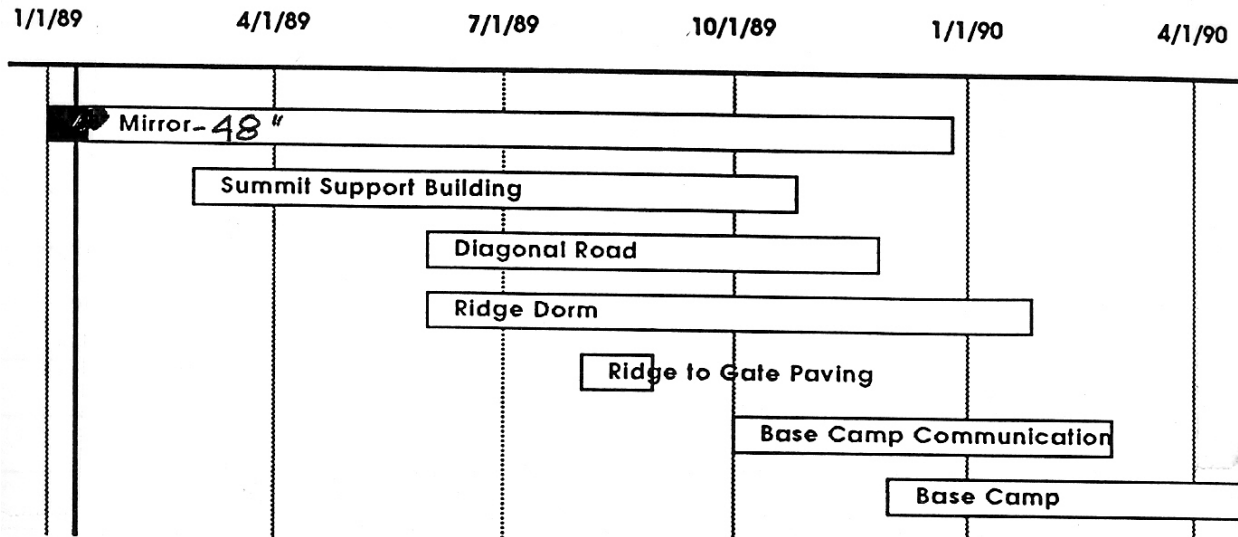 1/1/89 4/1/89 7/1/89 10/1/89 1/1/90 4/1/90
Mirror-48"
Summit Support Building
Diagonal Road
Ridge Dorm
Ridge to Gate Paving
Base Camp Communication
Base Camp